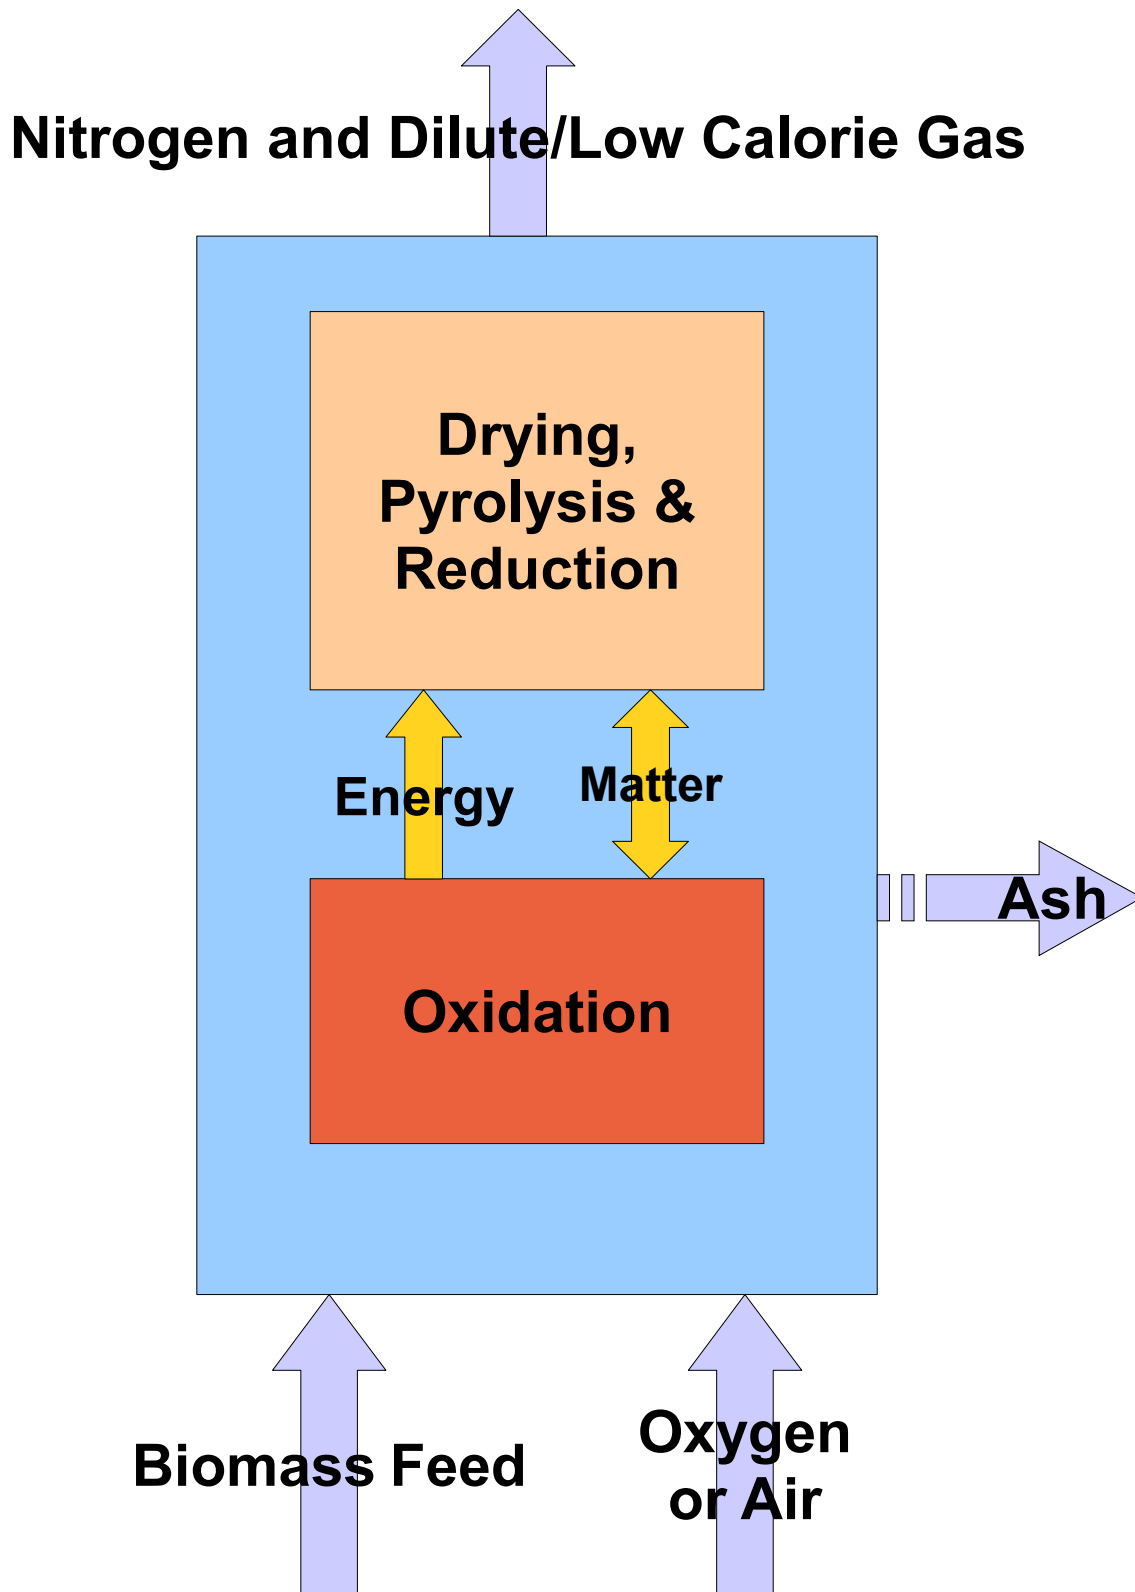 Nitrogen and Dilute/Low Calorie Gas
Drying,
Pyrolysis &
Reduction
Energy
Matter
Ash
Oxidation
Biomass Feed
Oxygen
or Air